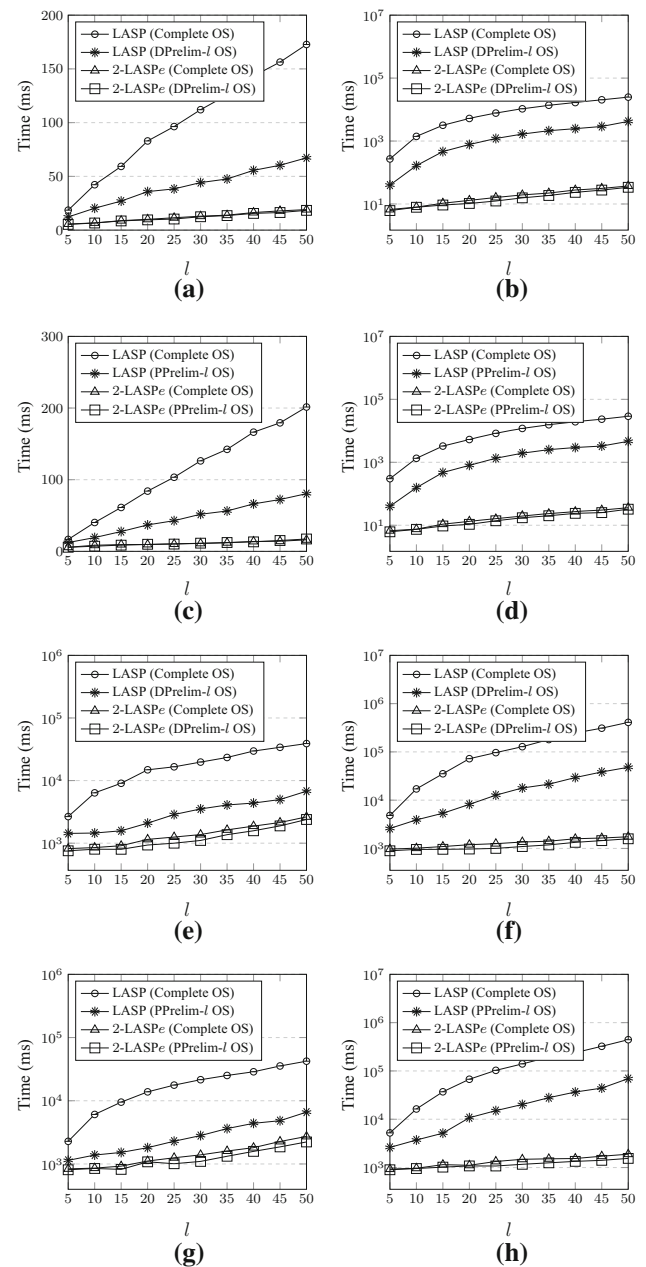 200
150
100
50
0
Time (ms)
LASP (Complete OS)
LASP (DPrelim-l OS)
2-LASPe (Complete OS)
2-LASPe (DPrelim-l OS)
5 10 15 20 25 30 35 40 45 50
l
(a)
10^7
10^5
10^3
10^1
Time (ms)
LASP (Complete OS)
LASP (DPrelim-l OS)
2-LASPe (Complete OS)
2-LASPe (DPrelim-l OS)
5 10 15 20 25 30 35 40 45 50
l
(b)
300
200
100
0
Time (ms)
LASP (Complete OS)
LASP (PPrelim-l OS)
2-LASPe (Complete OS)
2-LASPe (PPrelim-l OS)
5 10 15 20 25 30 35 40 45 50
l
(c)
10^7
10^5
10^3
10^1
Time (ms)
LASP (Complete OS)
LASP (PPrelim-l OS)
2-LASPe (Complete OS)
2-LASPe (PPrelim-l OS)
5 10 15 20 25 30 35 40 45 50
l
(d)
10^6
10^5
10^4
10^3
Time (ms)
LASP (Complete OS)
LASP (DPrelim-l OS)
2-LASPe (Complete OS)
2-LASPe (DPrelim-l OS)
5 10 15 20 25 30 35 40 45 50
l
(e)
10^7
10^6
10^5
10^4
10^3
Time (ms)
LASP (Complete OS)
LASP (DPrelim-l OS)
2-LASPe (Complete OS)
2-LASPe (DPrelim-l OS)
5 10 15 20 25 30 35 40 45 50
l
(f)
10^6
10^5
10^4
10^3
Time (ms)
LASP (Complete OS)
LASP (PPrelim-l OS)
2-LASPe (Complete OS)
2-LASPe (PPrelim-l OS)
5 10 15 20 25 30 35 40 45 50
l
(g)
10^7
10^6
10^5
10^4
10^3
Time (ms)
LASP (Complete OS)
LASP (PPrelim-l OS)
2-LASPe (Complete OS)
2-LASPe (PPrelim-l OS)
5 10 15 20 25 30 35 40 45 50
l
(h)